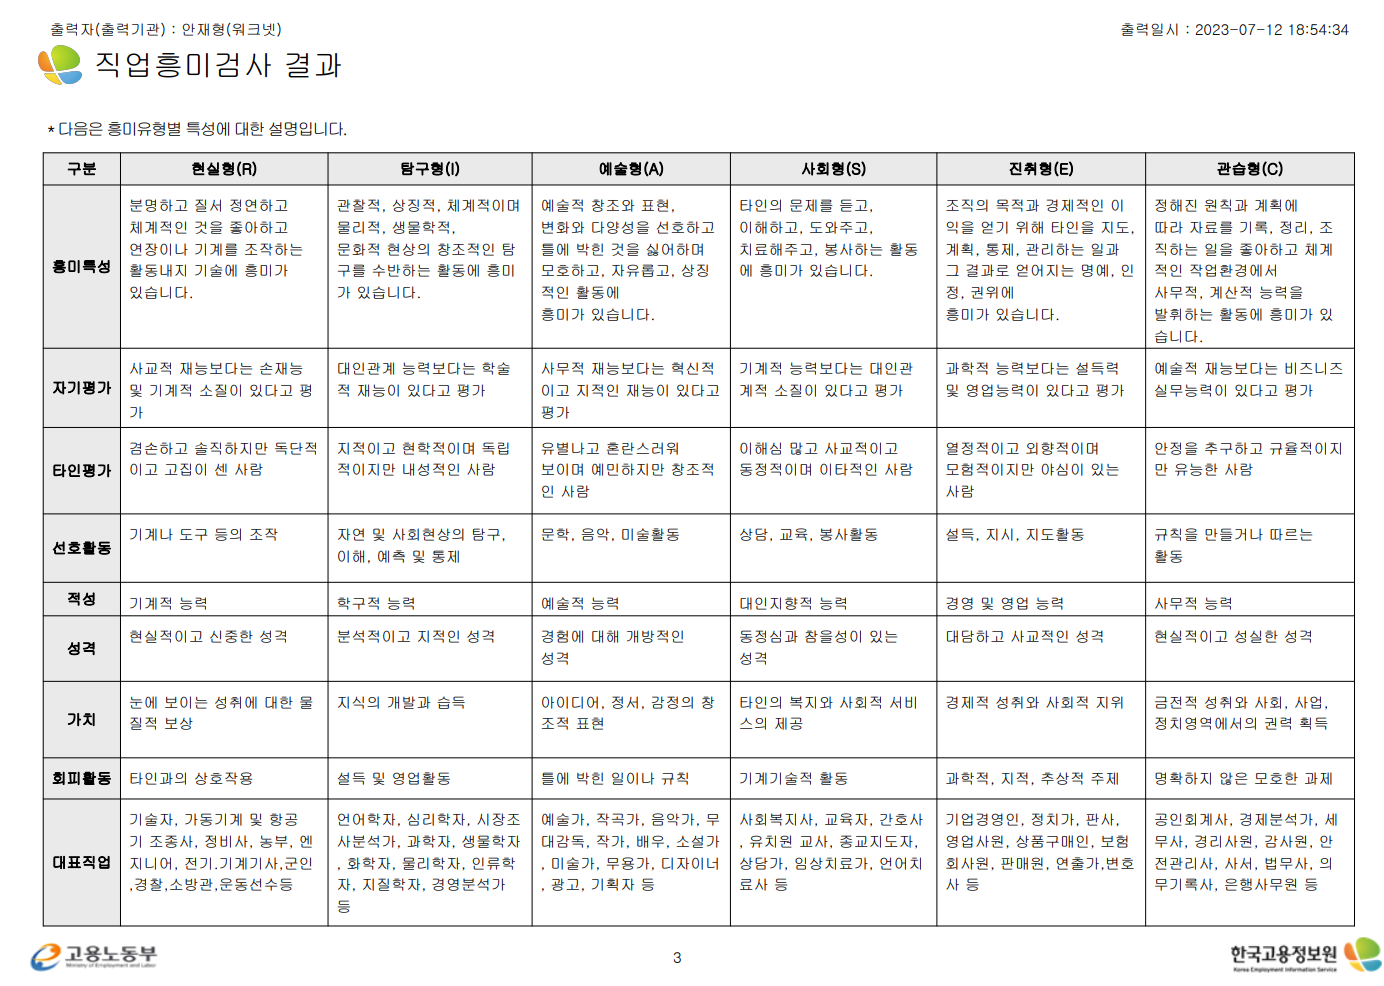 출력자(출력기관) : 안재형(워크넷)
출력일시 : 2023-07-12 18:54:34
직업흥미검사 결과
* 다음은 흥미유형별 특성에 대한 설명입니다.
구분
현실형(R)
탐구형(I)
예술형(A)
사회형(S)
진취형(E)
관습형(C)
흥미특성
분명하고 질서 정연하고
체계적인 것을 좋아하고
연장이나 기계를 조작하는
활동내지 기술에 흥미가
있습니다.
관찰적, 상징적, 체계적이며
물리적, 생물학적,
문화적 현상의 창조적인 탐
구를 수반하는 활동에 흥미
가 있습니다.
예술적 창조와 표현,
변화와 다양성을 선호하고
틀에 박힌 것을 싫어하며
모호하고, 자유롭고, 상징
적인 활동에
흥미가 있습니다.
타인의 문제를 듣고,
이해하고, 도와주고,
치료해주고, 봉사하는 활동
에 흥미가 있습니다.
조직의 목적과 경제적인 이
익을 얻기 위해 타인을 지도,
계획, 통제, 관리하는 일과
그 결과로 얻어지는 명예, 인
정, 권위에
흥미가 있습니다.
정해진 원칙과 계획에
따라 자료를 기록, 정리, 조
직하는 일을 좋아하고 체계
적인 작업환경에서
사무적, 계산적 능력을
발휘하는 활동에 흥미가 있
습니다.
자기평가
사교적 재능보다는 손재능
및 기계적 소질이 있다고 평
가
대인관계 능력보다는 학술
적 재능이 있다고 평가
사무적 재능보다는 혁신적
이고 지적인 재능이 있다고
평가
기계적 능력보다는 대인관
계적 소질이 있다고 평가
과학적 능력보다는 설득력
및 영업능력이 있다고 평가
예술적 재능보다는 비즈니즈
실무능력이 있다고 평가
타인평가
겸손하고 솔직하지만 독단적
이고 고집이 센 사람
지적이고 현학적이며 독립
적이지만 내성적인 사람
유별나고 혼란스러워
보이며 예민하지만 창조적
인 사람
이해심 많고 사교적이고
동정적이며 이타적인 사람
열정적이고 외향적이며
모험적이지만 야심이 있는
사람
안정을 추구하고 규율적이지
만 유능한 사람
선호활동
기계나 도구 등의 조작
자연 및 사회현상의 탐구,
이해, 예측 및 통제
문학, 음악, 미술활동
상담, 교육, 봉사활동
설득, 지시, 지도활동
규칙을 만들거나 따르는
활동
적성
기계적 능력
학구적 능력
예술적 능력
대인지향적 능력
경영 및 영업 능력
사무적 능력
성격
현실적이고 신중한 성격
분석적이고 지적인 성격
경험에 대해 개방적인
성격
동정심과 참을성이 있는
성격
대담하고 사교적인 성격
현실적이고 성실한 성격
가치
눈에 보이는 성취에 대한 물
질적 보상
지식의 개발과 습득
아이디어, 정서, 감정의 창
조적 표현
타인의 복지와 사회적 서비
스의 제공
경제적 성취와 사회적 지위
금전적 성취와 사회, 사업,
정치영역에서의 권력 획득
회피활동
타인과의 상호작용
설득 및 영업활동
틀에 박힌 일이나 규칙
기계기술적 활동
과학적, 지적, 추상적 주제
명확하지 않은 모호한 과제
대표직업
기술자, 가동기계 및 항공
기 조종사, 정비사, 농부, 엔
지니어, 전기.기계기사,군인
,경찰,소방관,운동선수등
언어학자, 심리학자, 시장조
사분석가, 과학자, 생물학자
, 화학자, 물리학자, 인류학
자, 지질학자, 경영분석가
등
예술가, 작곡가, 음악가, 무
대감독, 작가, 배우, 소설가
, 미술가, 무용가, 디자이너
, 광고, 기획자 등
사회복지사, 교육자, 간호사
, 유치원 교사, 종교지도자,
상담가, 임상치료가, 언어치
료사 등
기업경영인, 정치가, 판사,
영업사원, 상품구매인, 보험
회사원, 판매원, 연출가,변호
사 등
공인회계사, 경제분석가, 세
무사, 경리사원, 감사원, 안
전관리사, 사서, 법무사, 의
무기록사, 은행사무원 등
고용노동부
Ministry of Employment and Labor
3
한국고용정보원
Korea Employment Information Service